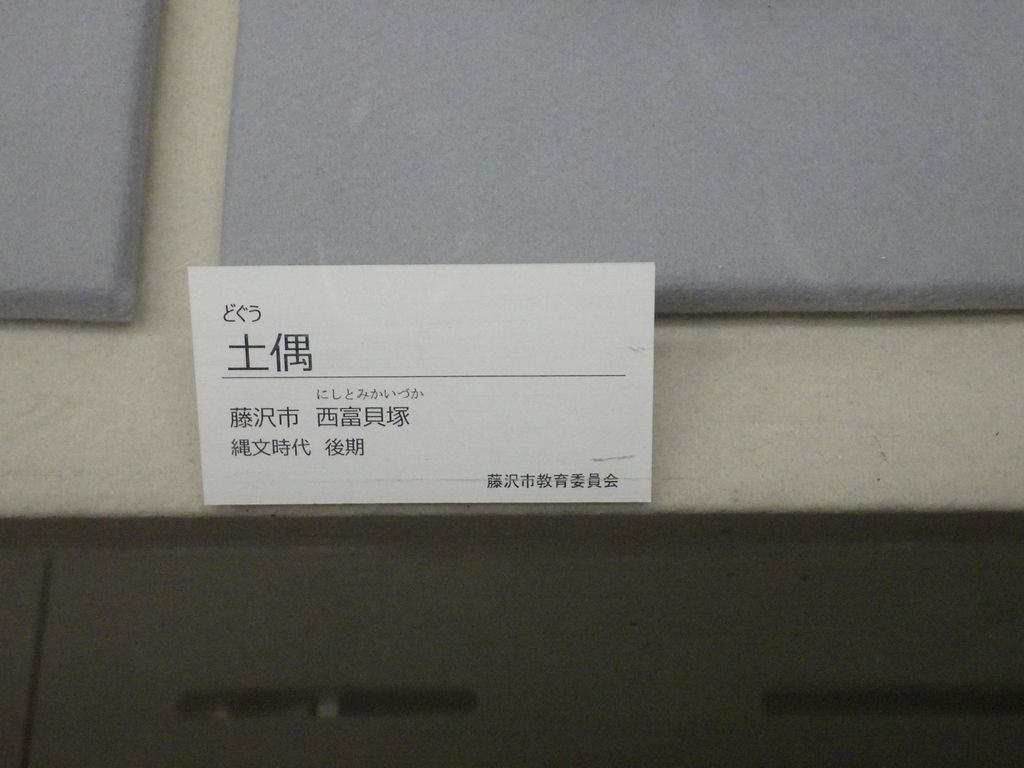 どぐう
土偶
にしとみかいづか
藤沢市 西富貝塚
縄文時代 後期
藤沢市教育委員会